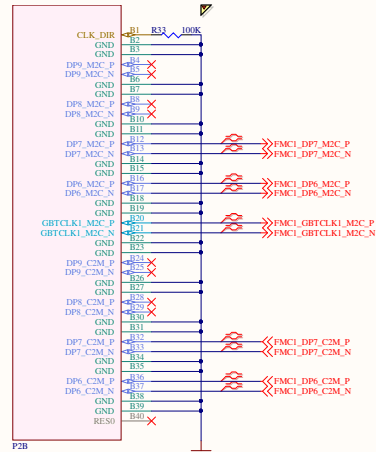 CLK_DIR B1 R33 100K
GND B2
GND B3
DP9_M2C_P B4
DP9_M2C_N B5
GND B6
GND B7
DP8_M2C_P B8
DP8_M2C_N B9
GND B10
GND B11
DP7_M2C_P B12 FMC1_DP7_M2C_P
DP7_M2C_N B13 FMC1_DP7_M2C_N
GND B14
GND B15
DP6_M2C_P B16 FMC1_DP6_M2C_P
DP6_M2C_N B17 FMC1_DP6_M2C_N
GND B18
GND B19
GBTCLK1_M2C_P B20 FMC1_GBTCLK1_M2C_P
GBTCLK1_M2C_N B21 FMC1_GBTCLK1_M2C_N
GND B22
GND B23
DP9_C2M_P B24
DP9_C2M_N B25
GND B26
GND B27
DP8_C2M_P B28
DP8_C2M_N B29
GND B30
GND B31
DP7_C2M_P B32 FMC1_DP7_C2M_P
DP7_C2M_N B33 FMC1_DP7_C2M_N
GND B34
GND B35
DP6_C2M_P B36 FMC1_DP6_C2M_P
DP6_C2M_N B37 FMC1_DP6_C2M_N
GND B38
GND B39
RES0 B40
P2B